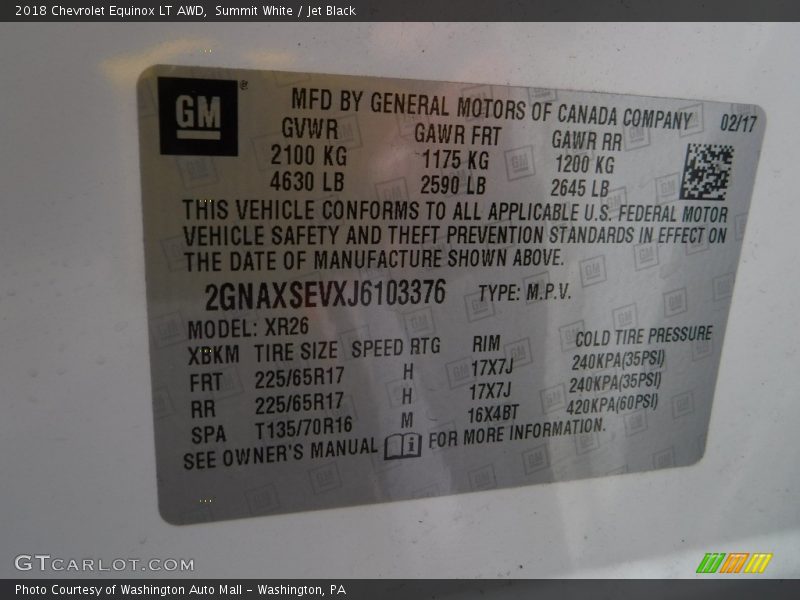 2018 Chevrolet Equinox LT AWD, Summit White / Jet Black
GM ®
MFD BY GENERAL MOTORS OF CANADA COMPANY 02/17
GVWR GAWR FRT GAWR RR
2100 KG 1175 KG 1200 KG
4630 LB 2590 LB 2645 LB
THIS VEHICLE CONFORMS TO ALL APPLICABLE U.S. FEDERAL MOTOR
VEHICLE SAFETY AND THEFT PREVENTION STANDARDS IN EFFECT ON
THE DATE OF MANUFACTURE SHOWN ABOVE.
2GNAXSEVXJ6103376 TYPE: M.P.V.
MODEL: XR26
XBKM TIRE SIZE SPEED RTG RIM COLD TIRE PRESSURE
FRT 225/65R17 H 17X7J 240KPA(35PSI)
RR 225/65R17 H 17X7J 240KPA(35PSI)
SPA T135/70R16 M 16X4BT 420KPA(60PSI)
SEE OWNER'S MANUAL i FOR MORE INFORMATION.
GTCARLOT.COM
Photo Courtesy of Washington Auto Mall - Washington, PA